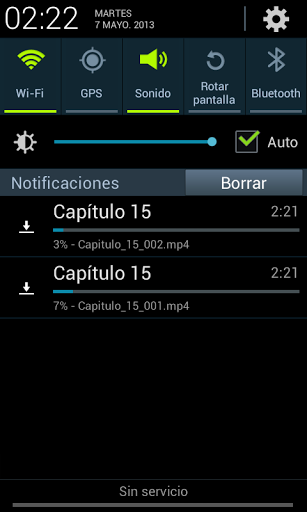 02:22
MARTES
7 MAYO. 2013
Wi-Fi
GPS
Sonido
Rotar
pantalla
Bluetooth
Auto
Notificaciones
Borrar
Capítulo 15
2:21
3% - Capitulo_15_002.mp4
Capítulo 15
2:21
7% - Capitulo_15_001.mp4
Sin servicio